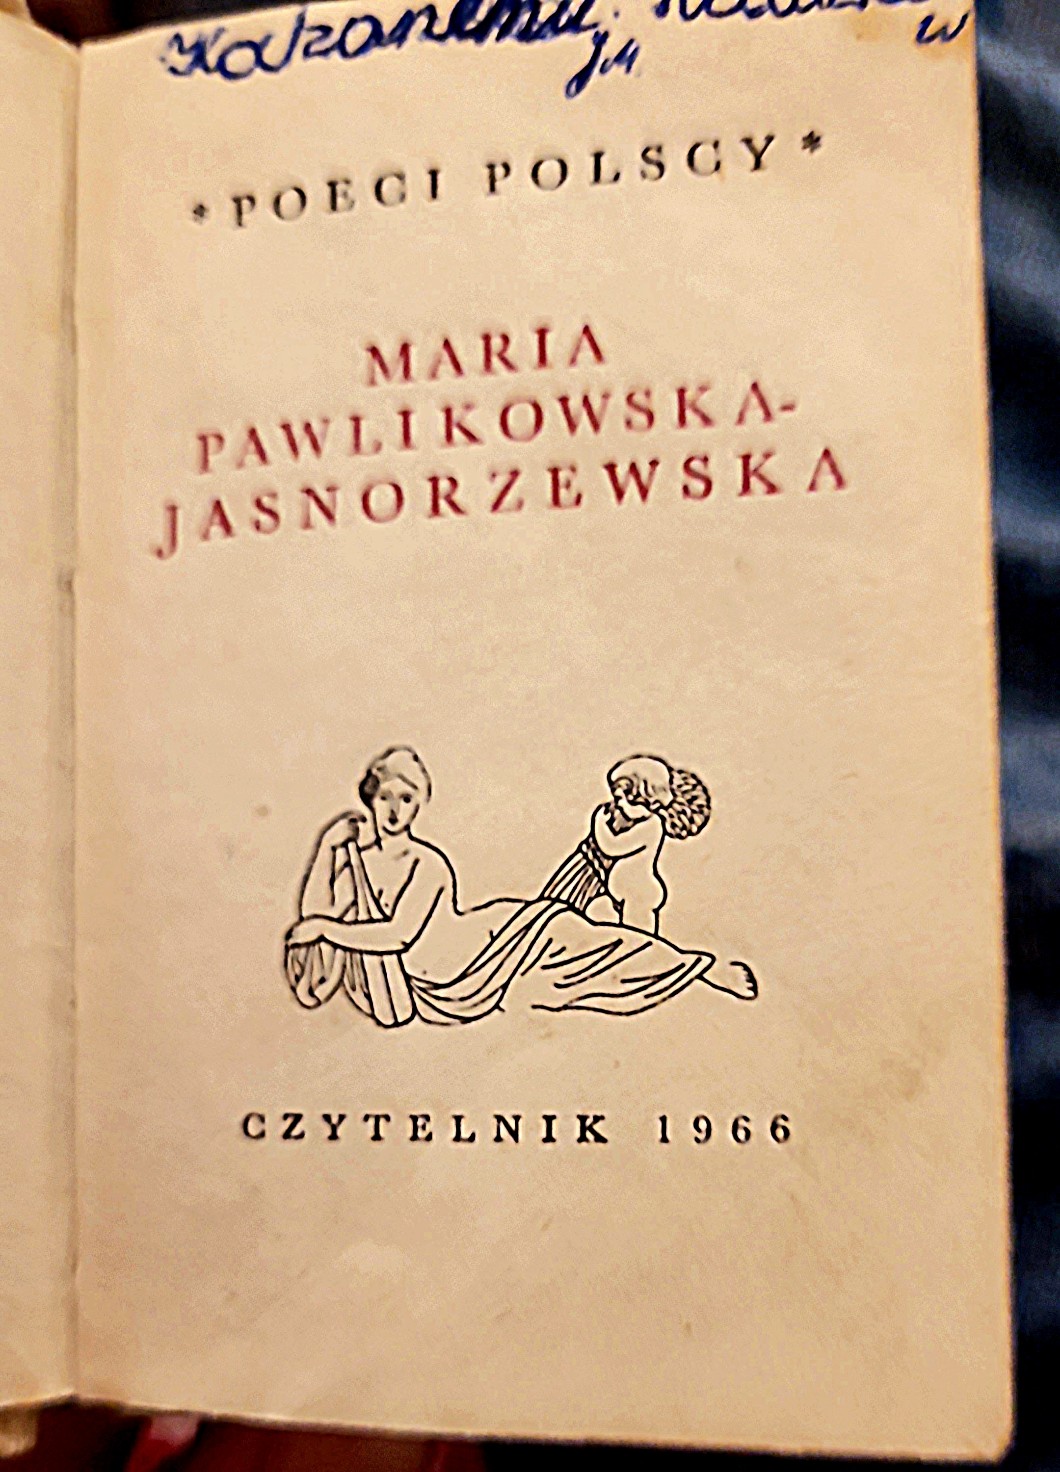 * POECI POLSCY *
MARIA
PAWLIKOWSKA-
JASNORZEWSKA
CZYTELNIK 1966